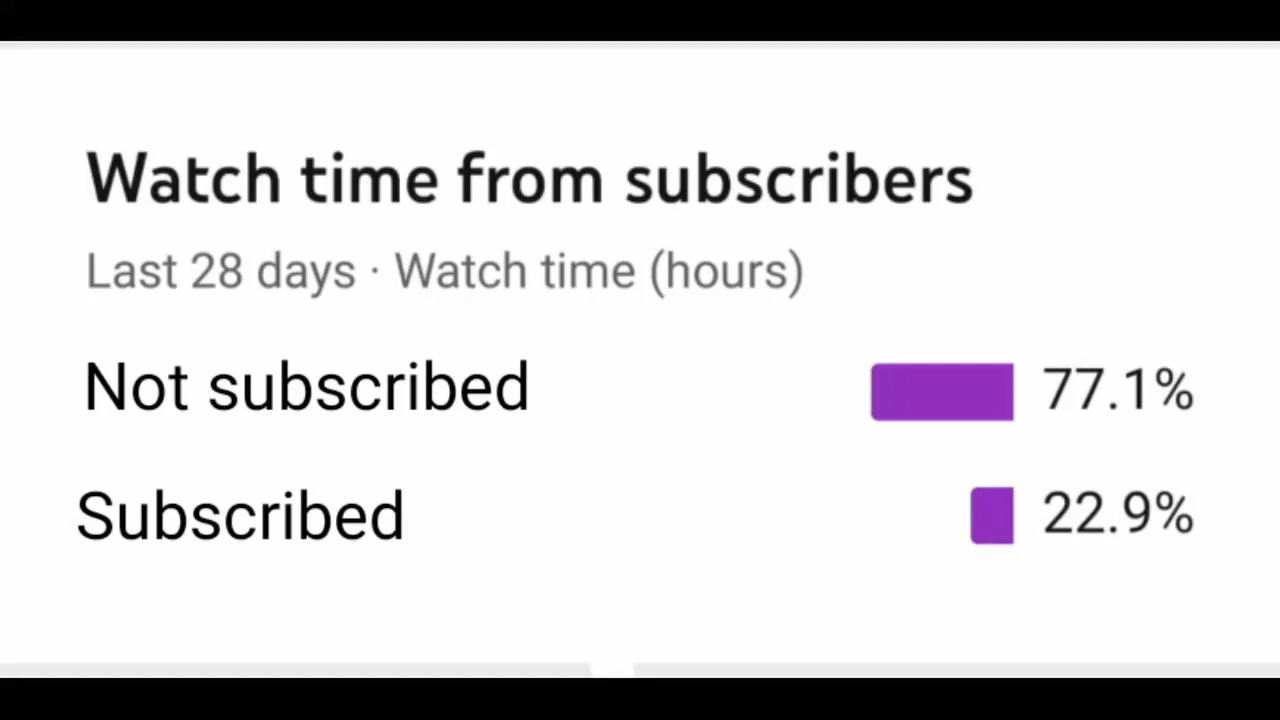 Watch time from subscribers
Last 28 days · Watch time (hours)
Not subscribed 77.1%
Subscribed 22.9%